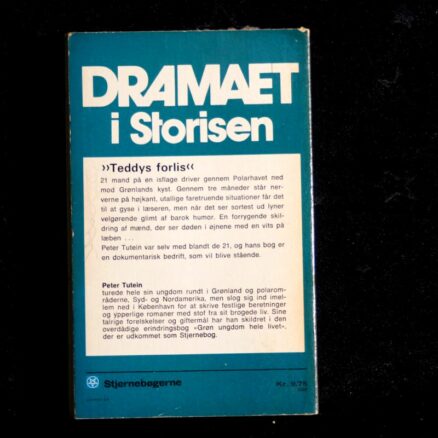 DRAMAET
i Storisen
»Teddys forlis«
21 mand på en isflage driver gennem Polarhavet ned
mod Grønlands kyst. Gennem tre måneder står ner-
verne på højkant, utallige faretruende situationer får det
til at gyse i læseren, men når det ser sortest ud lyner
velgørende glimt af barok humor. En forrygende skil-
dring af mænd, der ser døden i øjnene med en vits på
læben ...
Peter Tutein var selv med blandt de 21, og hans bog er
en dokumentarisk bedrift, som vil blive stående.
Peter Tutein
turede hele sin ungdom rundt i Grønland og polarom-
råderne, Syd- og Nordamerika, men slog sig ind imel-
lem ned i København for at skrive festlige beretninger
og ypperlige romaner med stof fra sit brogede liv. Sine
talrige forelskelser og giftermål har han skildret i den
overdådige erindringsbog »Grøn ungdom hele livet«,
der er udkommet som Stjernebog.
Stjernebøgerne
Kr. 9,75